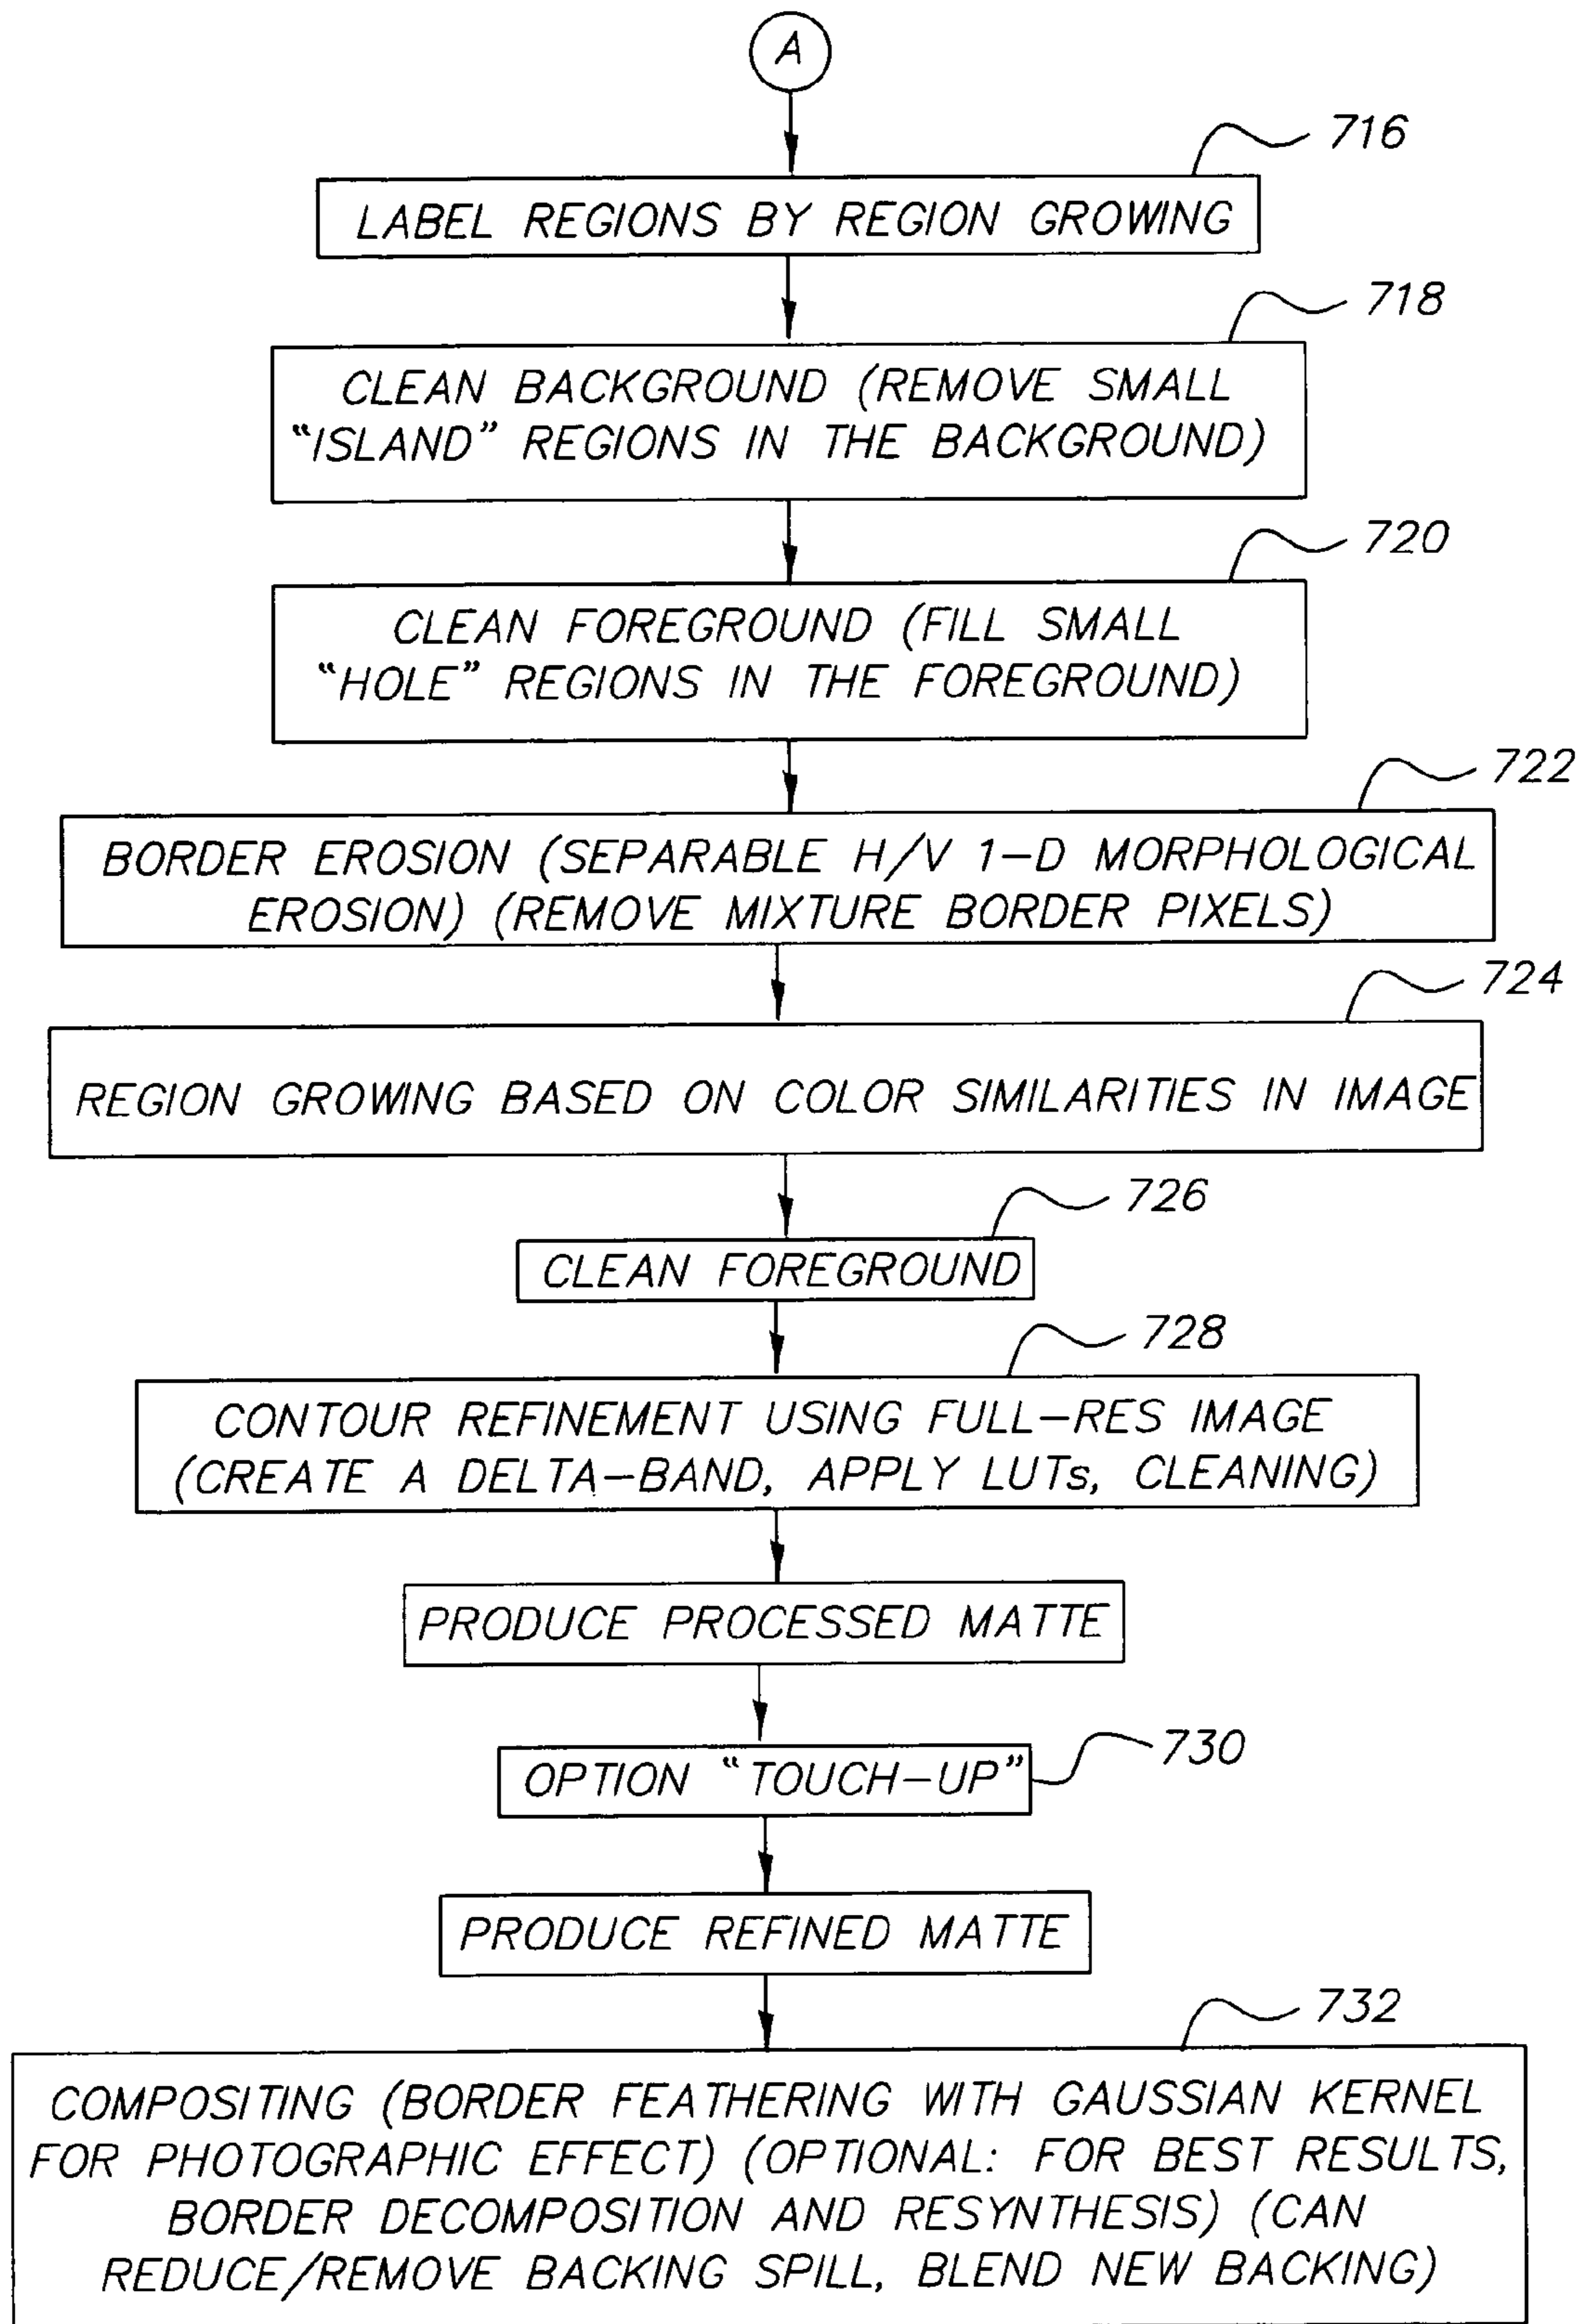 A
716
LABEL REGIONS BY REGION GROWING
718
CLEAN BACKGROUND (REMOVE SMALL
“ISLAND” REGIONS IN THE BACKGROUND)
720
CLEAN FOREGROUND (FILL SMALL
“HOLE” REGIONS IN THE FOREGROUND)
722
BORDER EROSION (SEPARABLE H/V 1–D MORPHOLOGICAL
EROSION) (REMOVE MIXTURE BORDER PIXELS)
724
REGION GROWING BASED ON COLOR SIMILARITIES IN IMAGE
726
CLEAN FOREGROUND
728
CONTOUR REFINEMENT USING FULL–RES IMAGE
(CREATE A DELTA–BAND, APPLY LUTs, CLEANING)
PRODUCE PROCESSED MATTE
730
OPTION “TOUCH–UP”
PRODUCE REFINED MATTE
732
COMPOSITING (BORDER FEATHERING WITH GAUSSIAN KERNEL
FOR PHOTOGRAPHIC EFFECT) (OPTIONAL: FOR BEST RESULTS,
BORDER DECOMPOSITION AND RESYNTHESIS) (CAN
REDUCE/REMOVE BACKING SPILL, BLEND NEW BACKING)